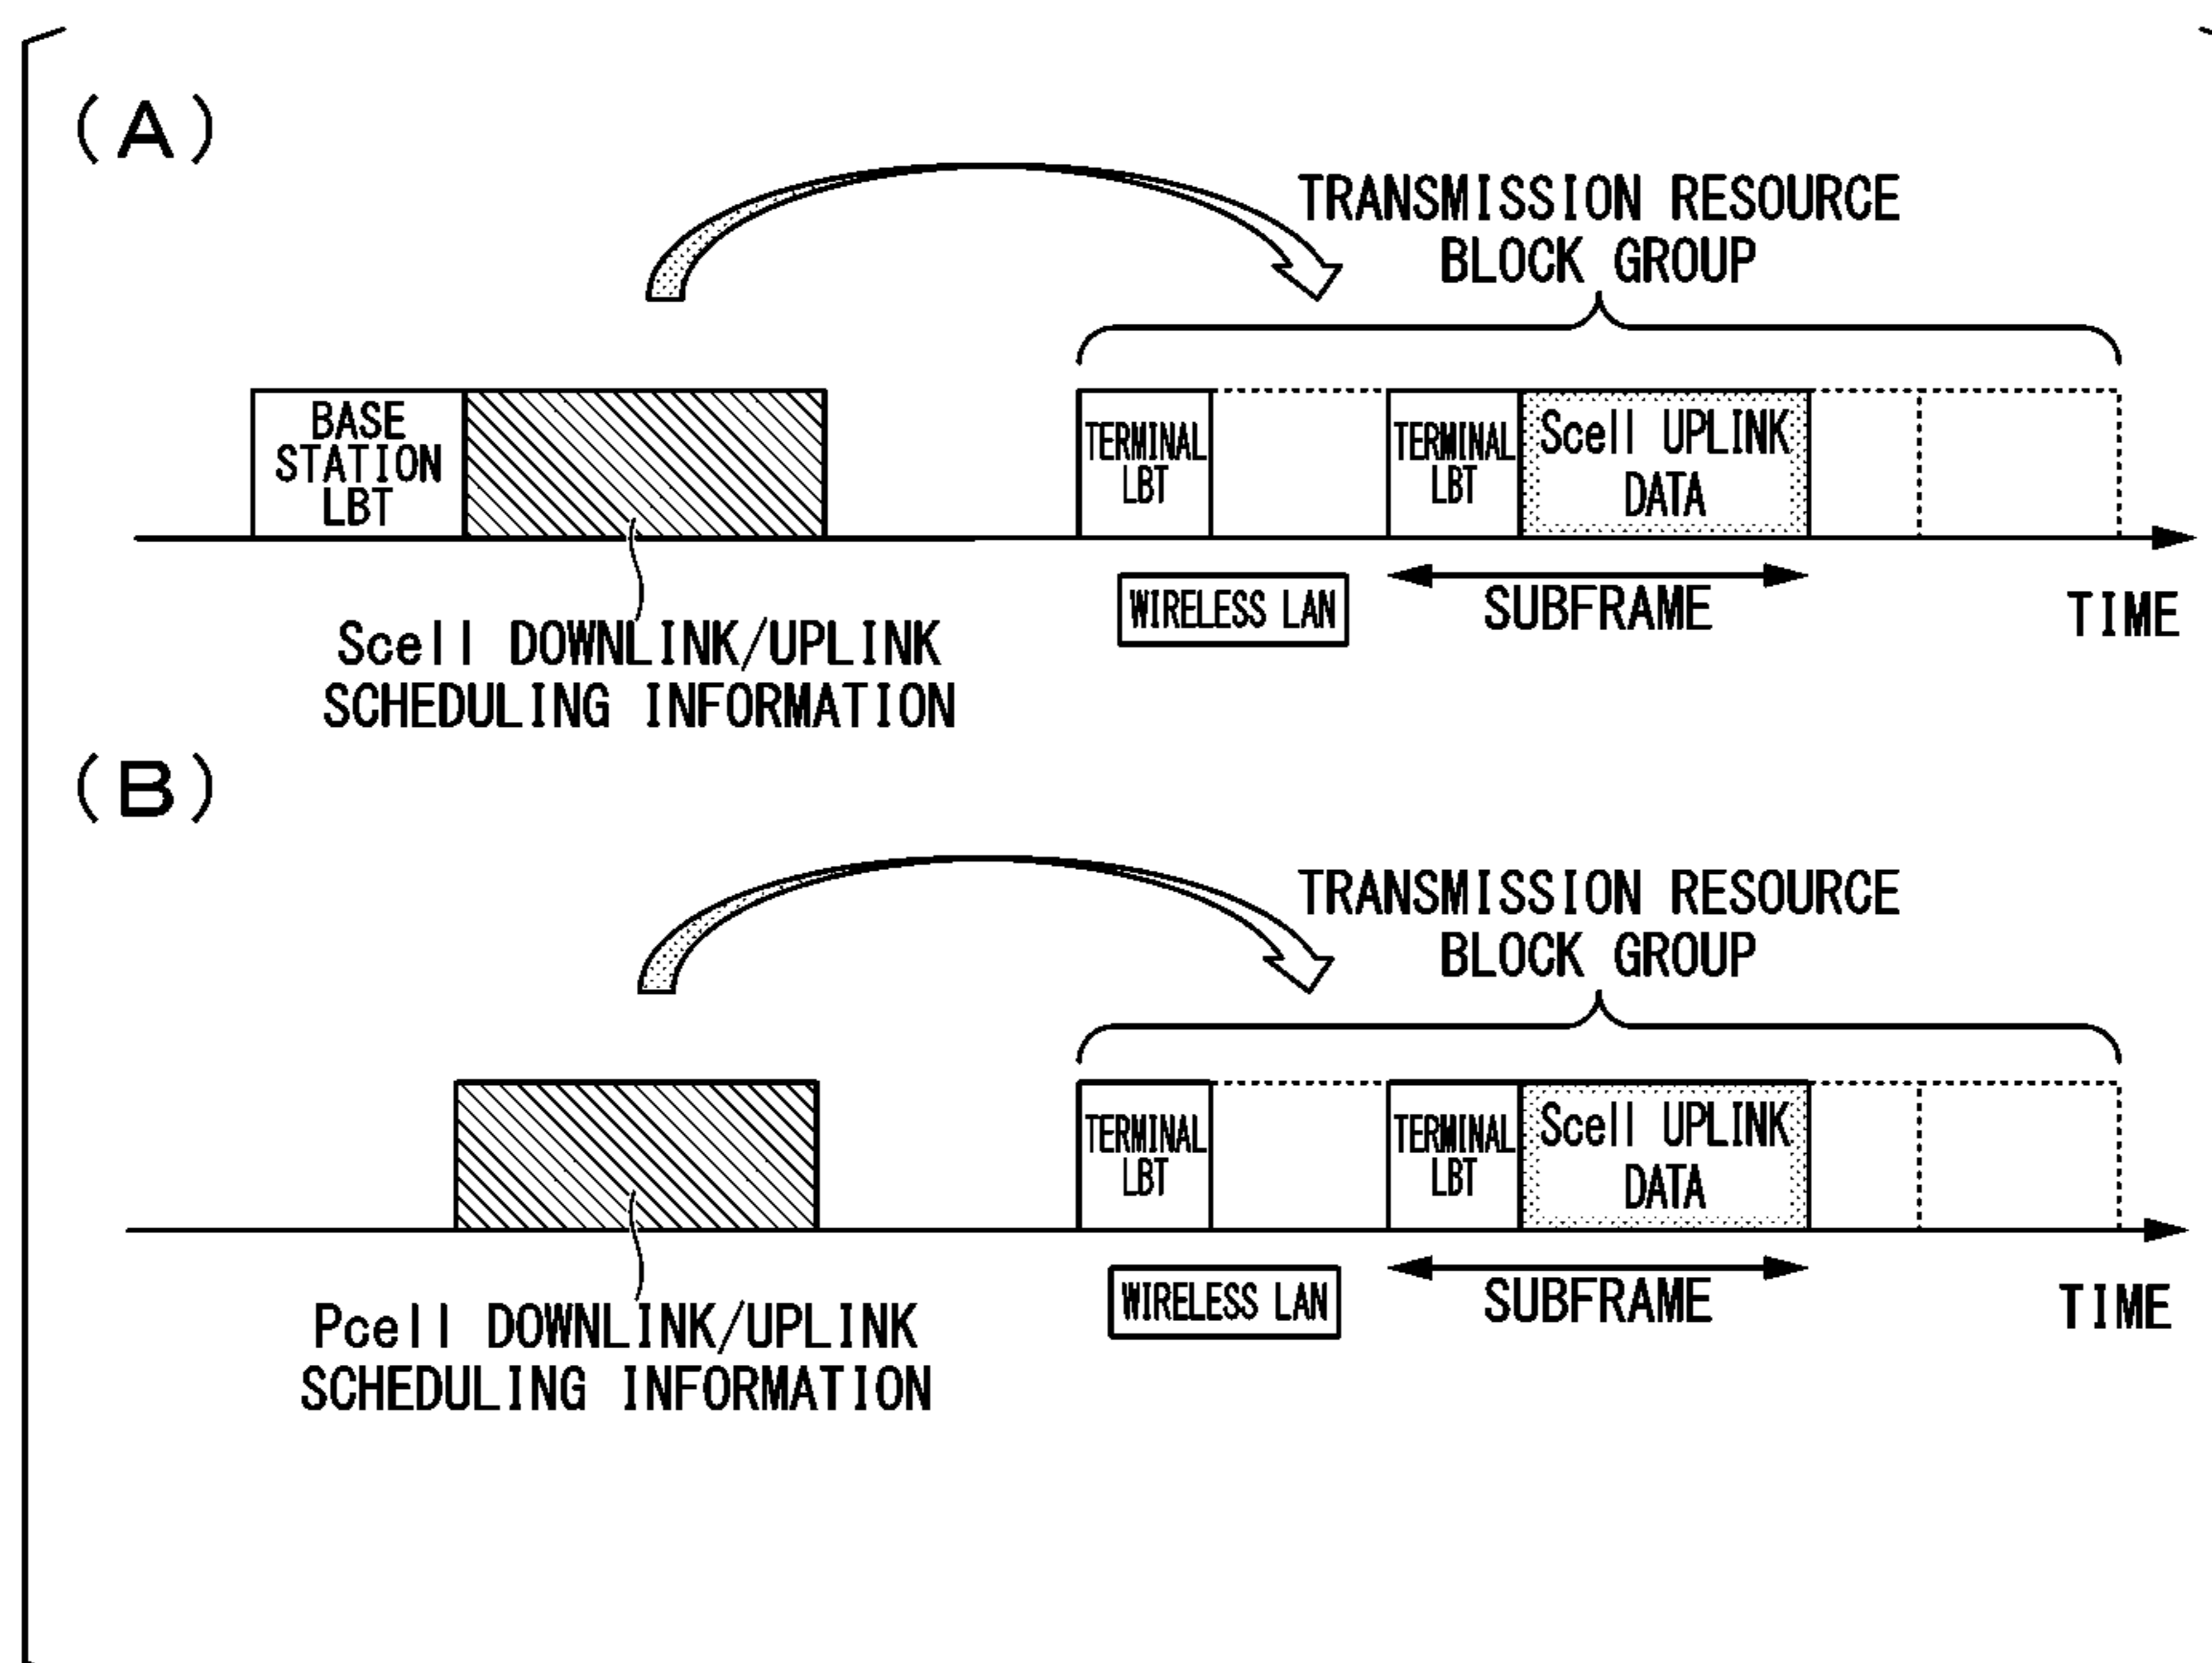 (A)
TRANSMISSION RESOURCE
BLOCK GROUP
BASE
STATION
LBT
TERMINAL
LBT
TERMINAL
LBT
Scell UPLINK
DATA
WIRELESS LAN
SUBFRAME
TIME
Scell DOWNLINK/UPLINK
SCHEDULING INFORMATION
(B)
TRANSMISSION RESOURCE
BLOCK GROUP
TERMINAL
LBT
TERMINAL
LBT
Scell UPLINK
DATA
WIRELESS LAN
SUBFRAME
TIME
Pcell DOWNLINK/UPLINK
SCHEDULING INFORMATION